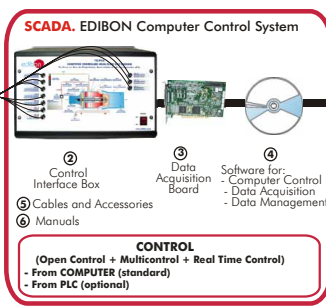 SCADA. EDIBON Computer Control System
②
Control
Interface Box
③
Data
Acquisition
Board
④
Software for:
- Computer Control
- Data Acquisition
- Data Management
⑤ Cables and Accessories
⑥ Manuals
CONTROL
(Open Control + Multicontrol + Real Time Control)
- From COMPUTER (standard)
- From PLC (optional)